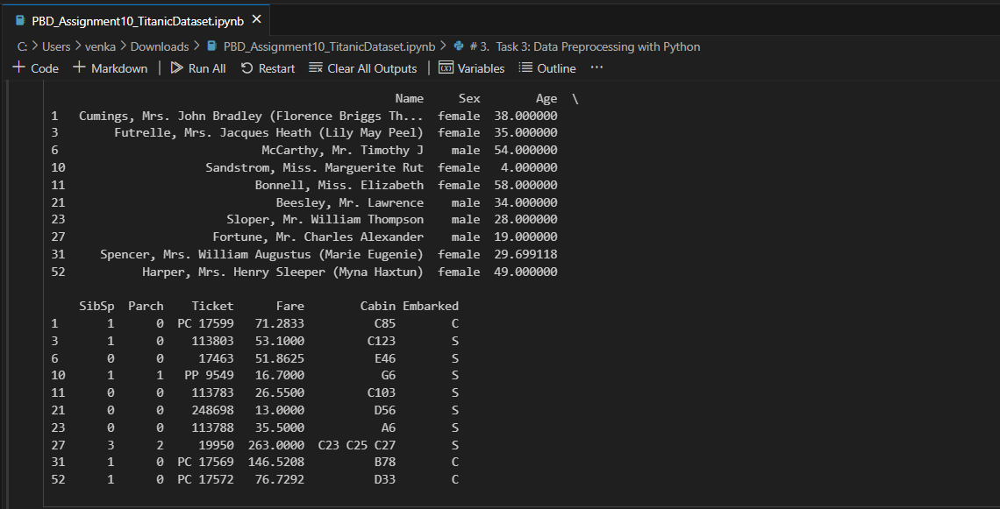 PBD_Assignment10_TitanicDataset.ipynb ✕
C: > Users > venka > Downloads > PBD_Assignment10_TitanicDataset.ipynb > # 3. Task 3: Data Preprocessing with Python
+ Code + Markdown | Run All Restart Clear All Outputs | Variables Outline ...
Name Sex Age \
1 Cumings, Mrs. John Bradley (Florence Briggs Th... female 38.000000
3 Futrelle, Mrs. Jacques Heath (Lily May Peel) female 35.000000
6 McCarthy, Mr. Timothy J male 54.000000
10 Sandstrom, Miss. Marguerite Rut female 4.000000
11 Bonnell, Miss. Elizabeth female 58.000000
21 Beesley, Mr. Lawrence male 34.000000
23 Sloper, Mr. William Thompson male 28.000000
27 Fortune, Mr. Charles Alexander male 19.000000
31 Spencer, Mrs. William Augustus (Marie Eugenie) female 29.699118
52 Harper, Mrs. Henry Sleeper (Myna Haxtun) female 49.000000
SibSp Parch Ticket Fare Cabin Embarked
1 1 0 PC 17599 71.2833 C85 C
3 1 0 113803 53.1000 C123 S
6 0 0 17463 51.8625 E46 S
10 1 1 PP 9549 16.7000 G6 S
11 0 0 113783 26.5500 C103 S
21 0 0 248698 13.0000 D56 S
23 0 0 113788 35.5000 A6 S
27 3 2 19950 263.0000 C23 C25 C27 S
31 1 0 PC 17569 146.5208 B78 C
52 1 0 PC 17572 76.7292 D33 C